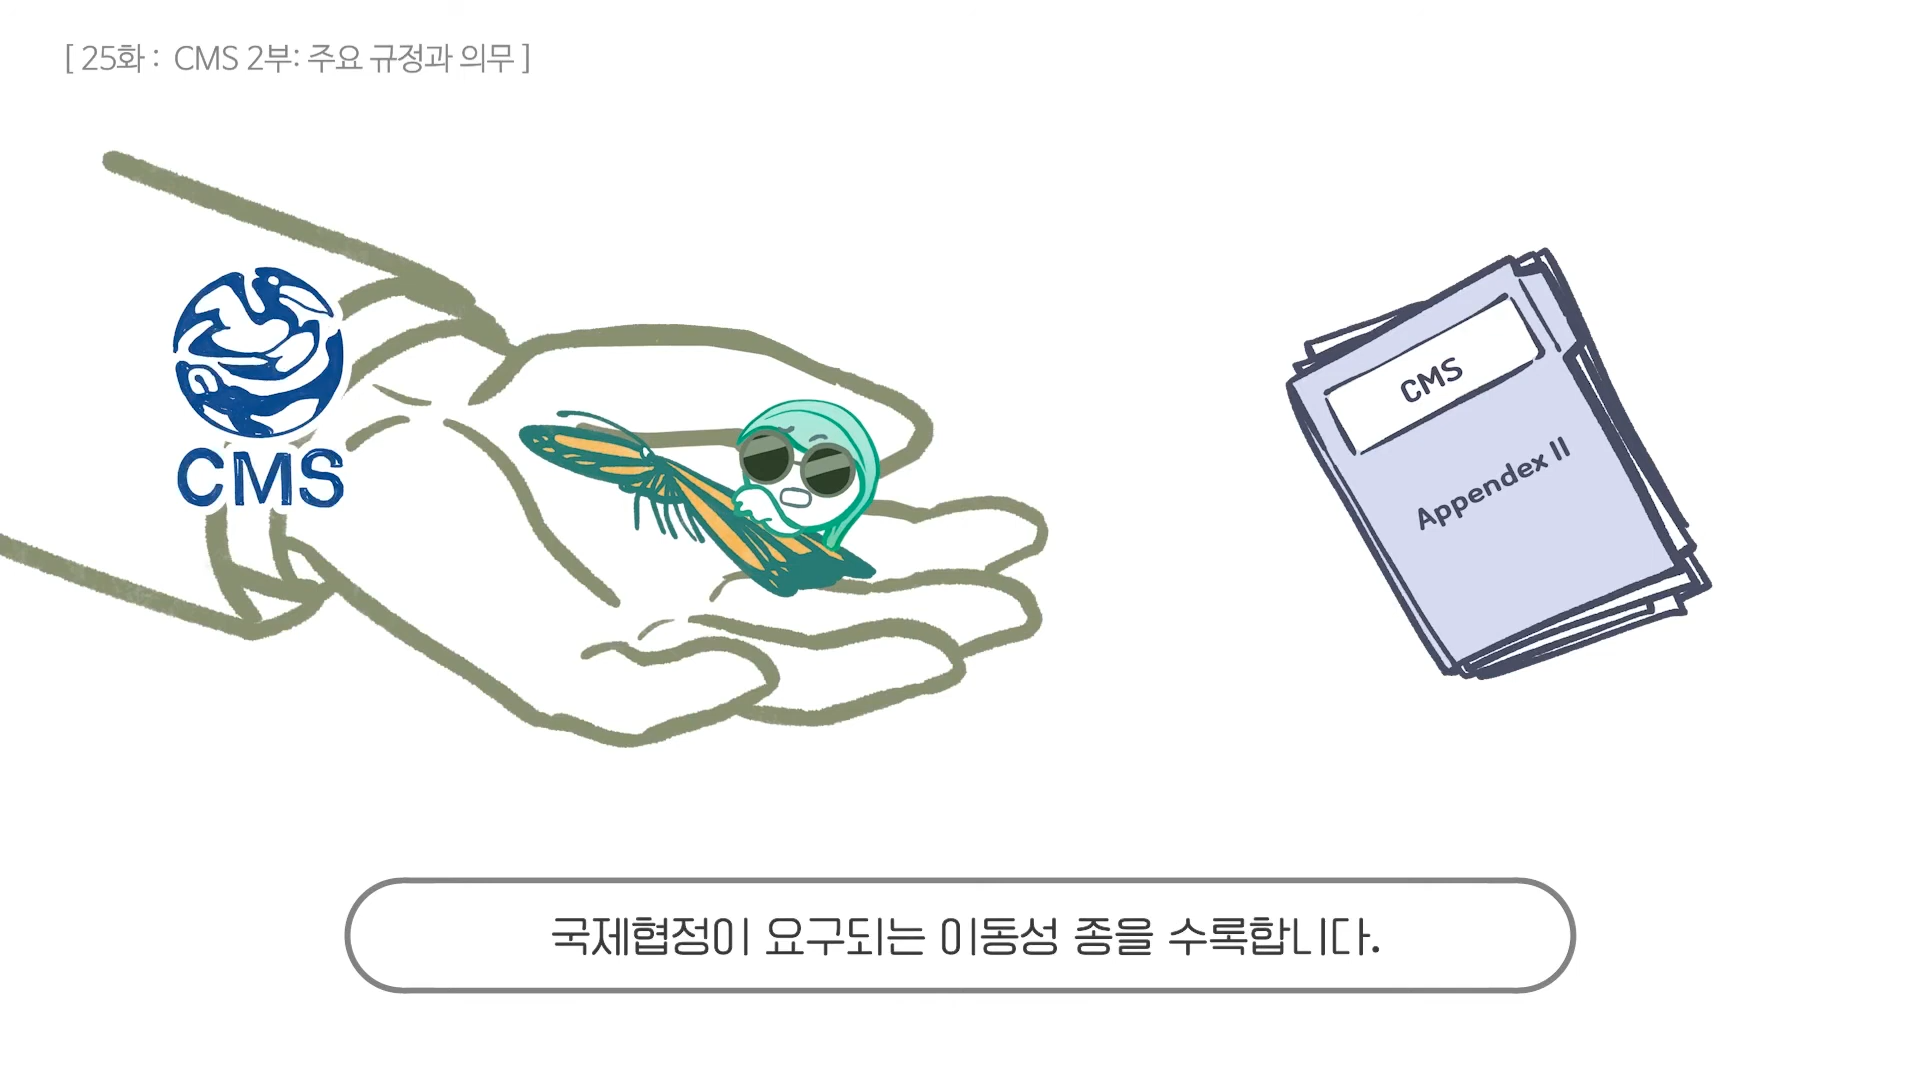 [ 25화 : CMS 2부: 주요 규정과 의무 ]
CMS
CMS
Appendex II
국제협정이 요구되는 이동성 종을 수록합니다.